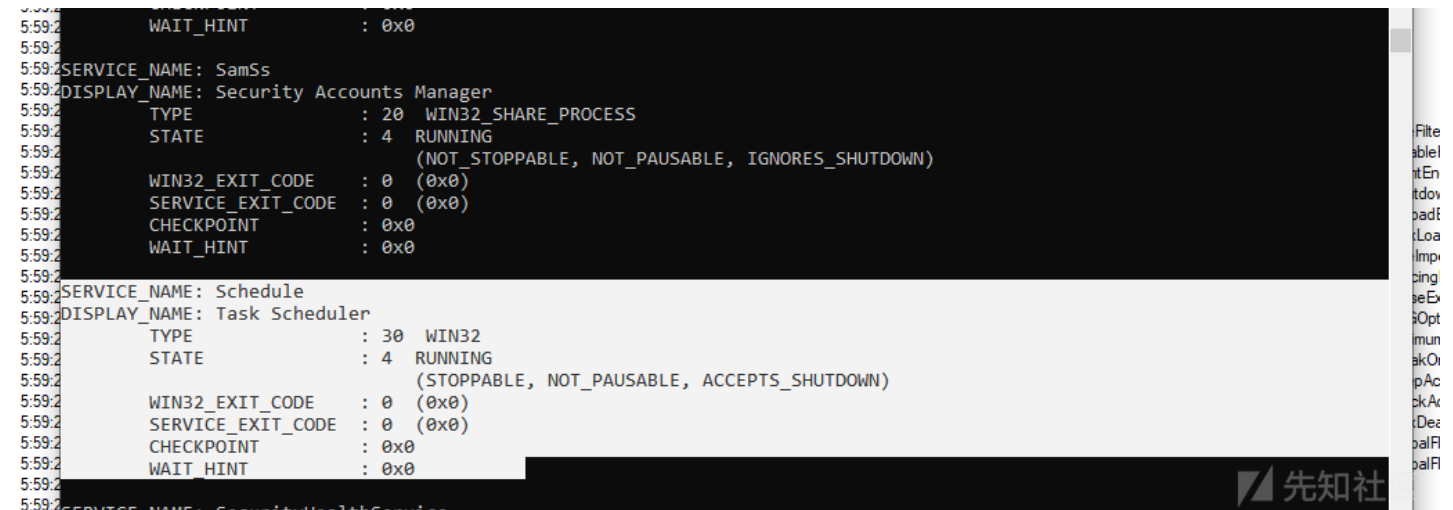 WAIT_HINT : 0x0
SERVICE_NAME: SamSs
DISPLAY_NAME: Security Accounts Manager
TYPE : 20 WIN32_SHARE_PROCESS
STATE : 4 RUNNING
(NOT_STOPPABLE, NOT_PAUSABLE, IGNORES_SHUTDOWN)
WIN32_EXIT_CODE : 0 (0x0)
SERVICE_EXIT_CODE : 0 (0x0)
CHECKPOINT : 0x0
WAIT_HINT : 0x0
SERVICE_NAME: Schedule
DISPLAY_NAME: Task Scheduler
TYPE : 30 WIN32
STATE : 4 RUNNING
(STOPPABLE, NOT_PAUSABLE, ACCEPTS_SHUTDOWN)
WIN32_EXIT_CODE : 0 (0x0)
SERVICE_EXIT_CODE : 0 (0x0)
CHECKPOINT : 0x0
WAIT_HINT : 0x0
先知社